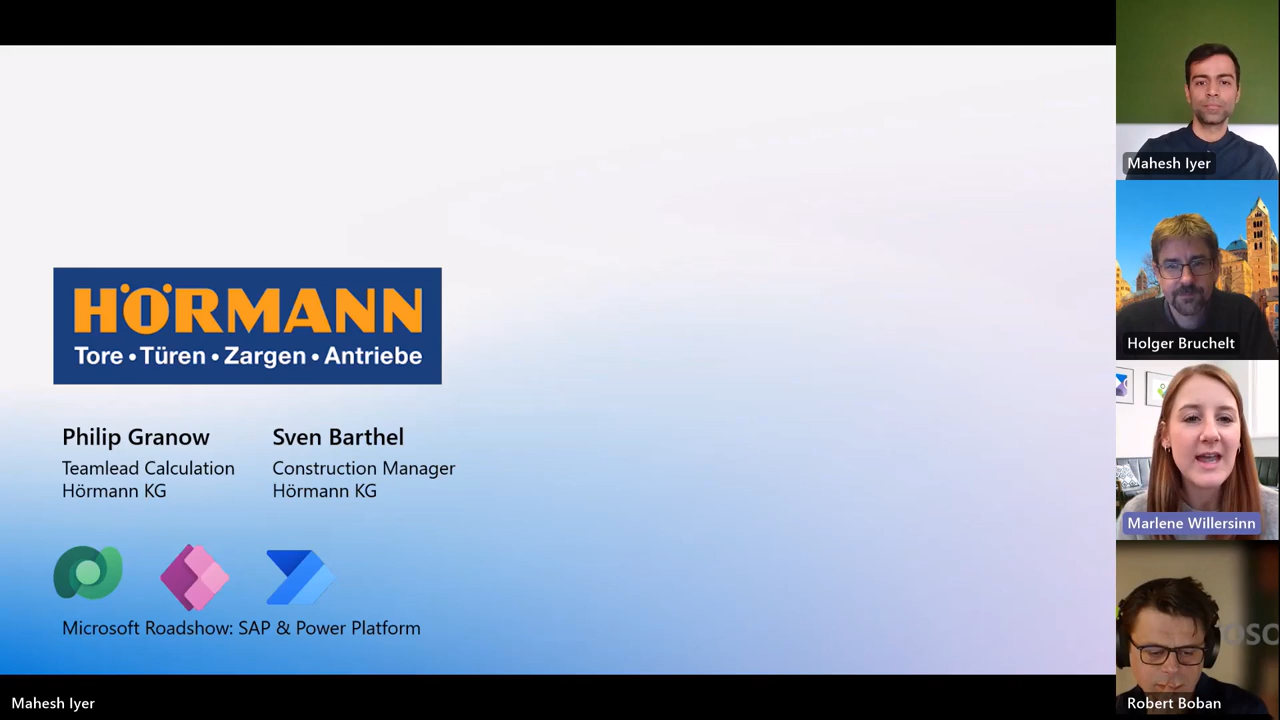 HÖRMANN
Tore • Türen • Zargen • Antriebe
Philip Granow
Teamlead Calculation
Hörmann KG
Sven Barthel
Construction Manager
Hörmann KG
Microsoft Roadshow: SAP & Power Platform
Mahesh Iyer
Mahesh Iyer
Holger Bruchelt
Marlene Willersinn
Robert Boban